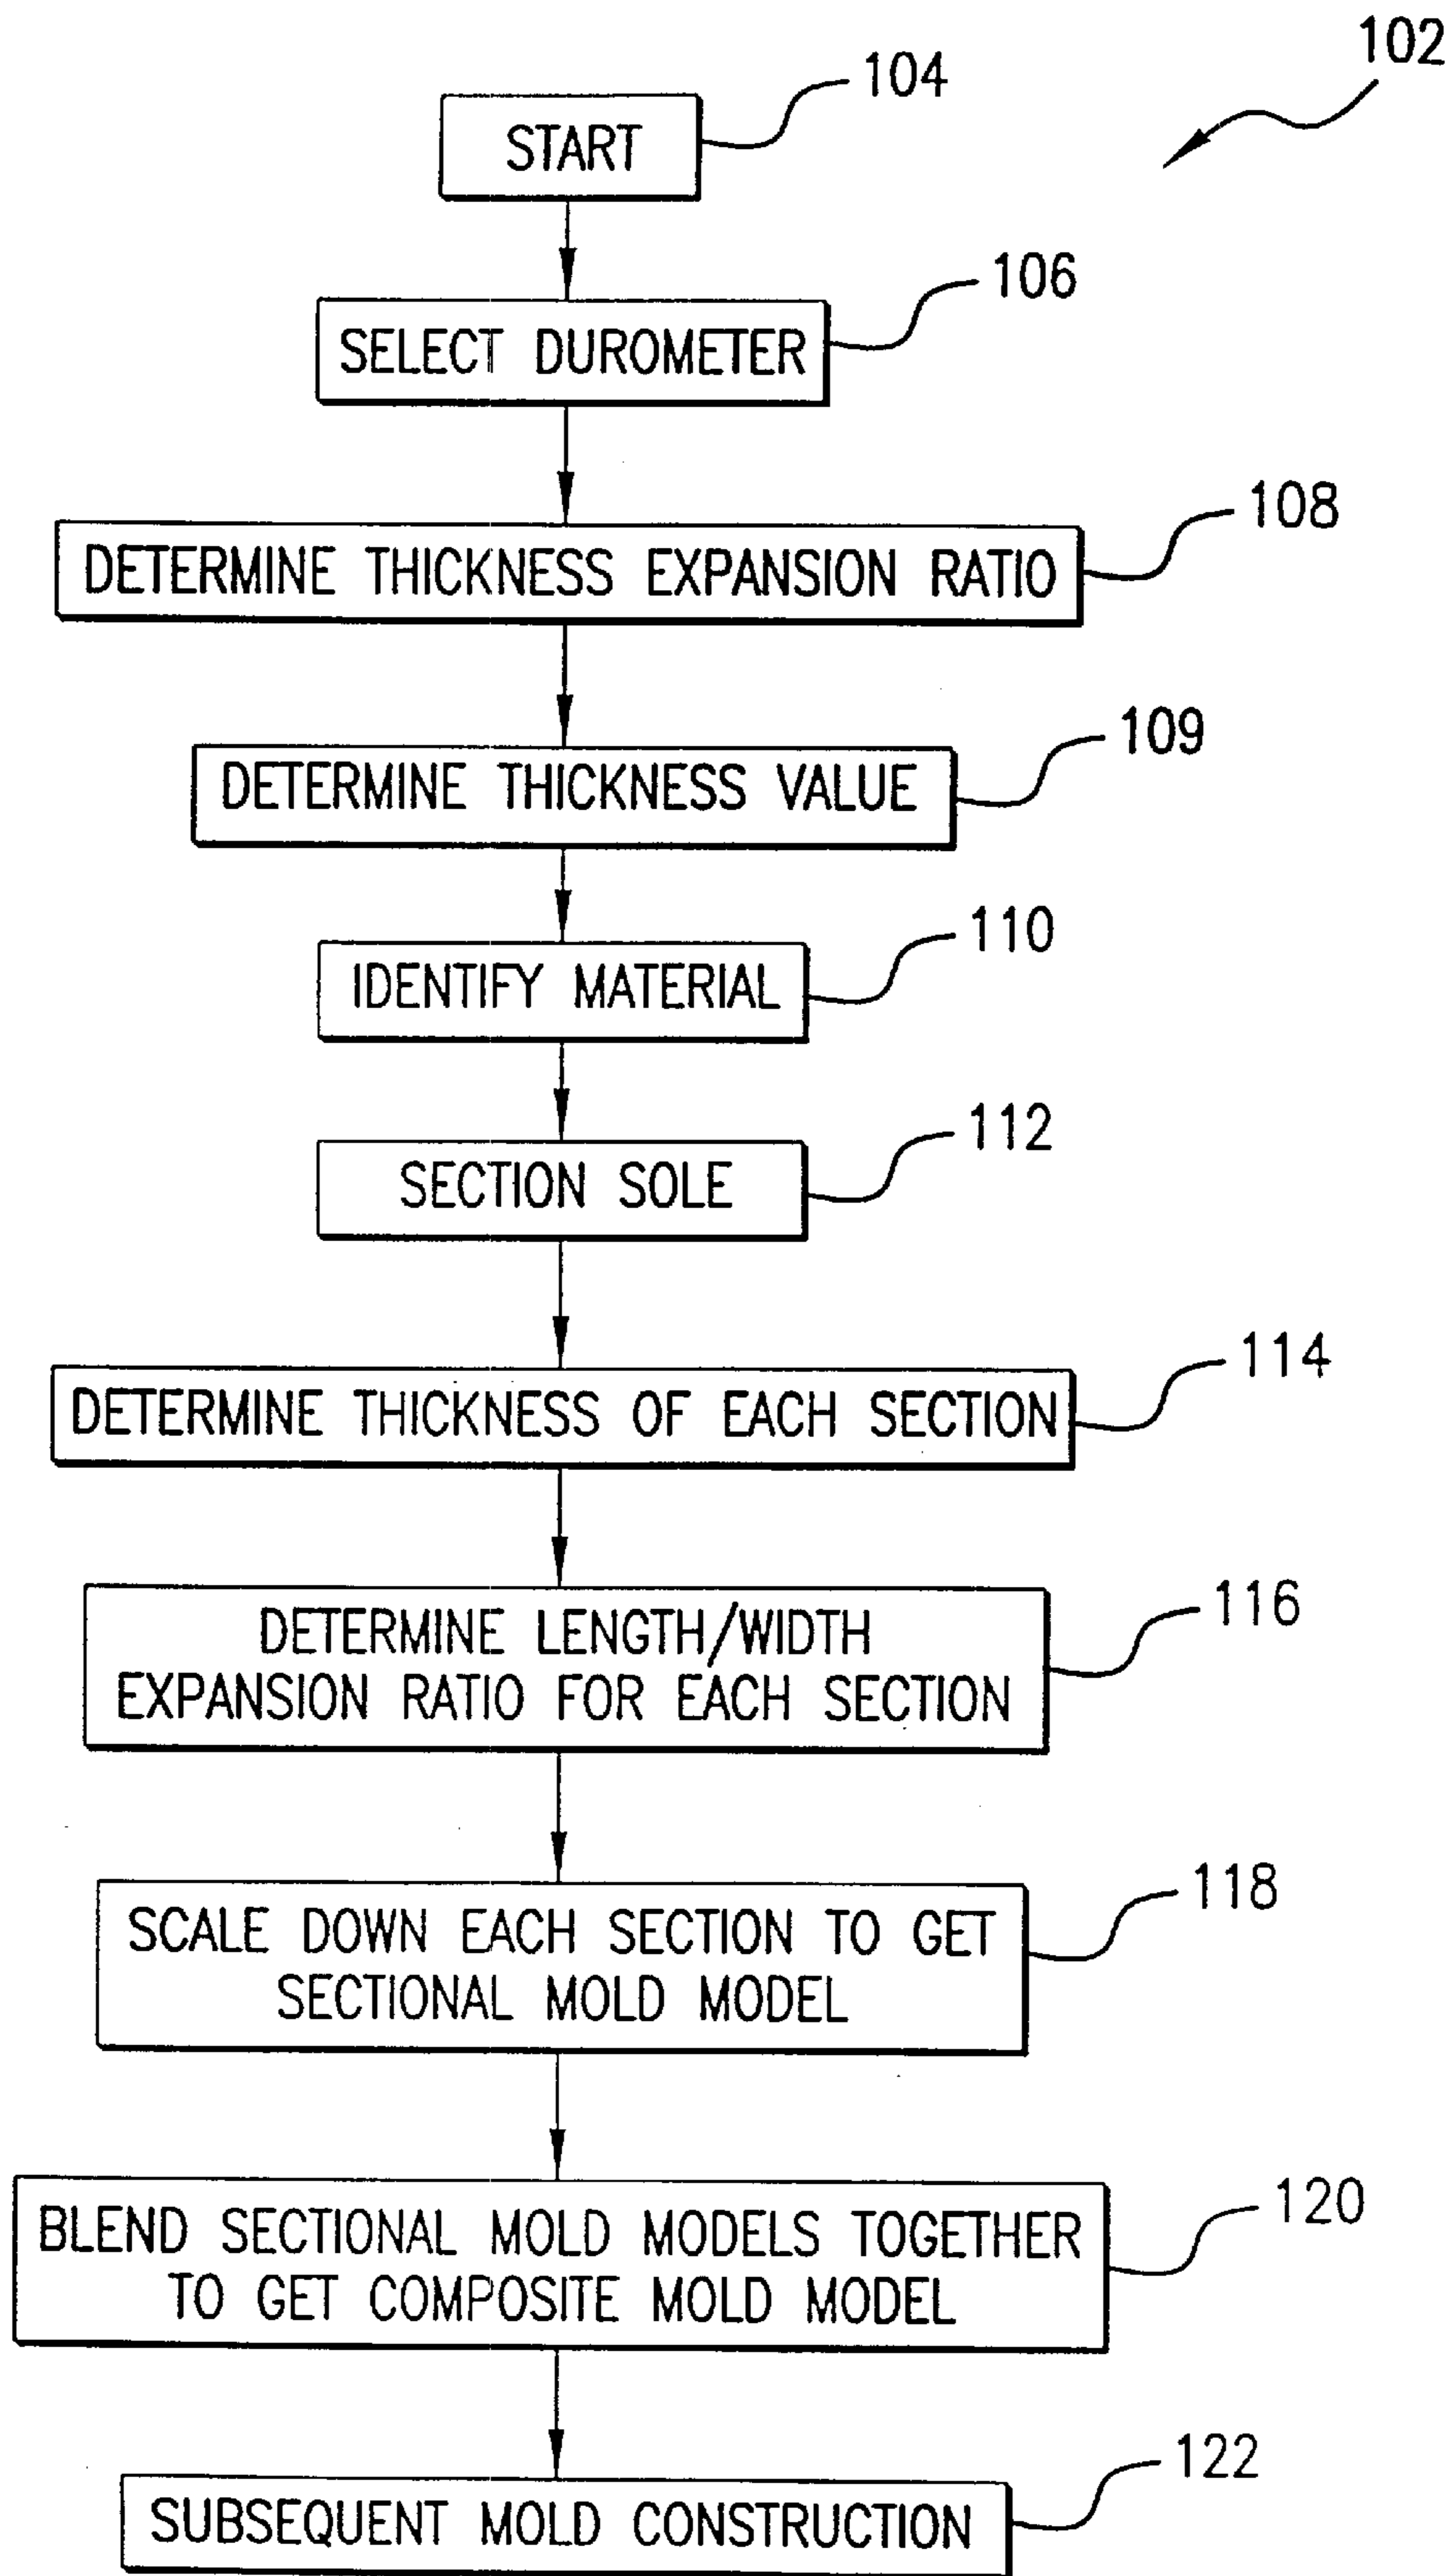 102
104
START
106
SELECT DUROMETER
108
DETERMINE THICKNESS EXPANSION RATIO
109
DETERMINE THICKNESS VALUE
110
IDENTIFY MATERIAL
112
SECTION SOLE
114
DETERMINE THICKNESS OF EACH SECTION
116
DETERMINE LENGTH/WIDTH
EXPANSION RATIO FOR EACH SECTION
118
SCALE DOWN EACH SECTION TO GET
SECTIONAL MOLD MODEL
120
BLEND SECTIONAL MOLD MODELS TOGETHER
TO GET COMPOSITE MOLD MODEL
122
SUBSEQUENT MOLD CONSTRUCTION